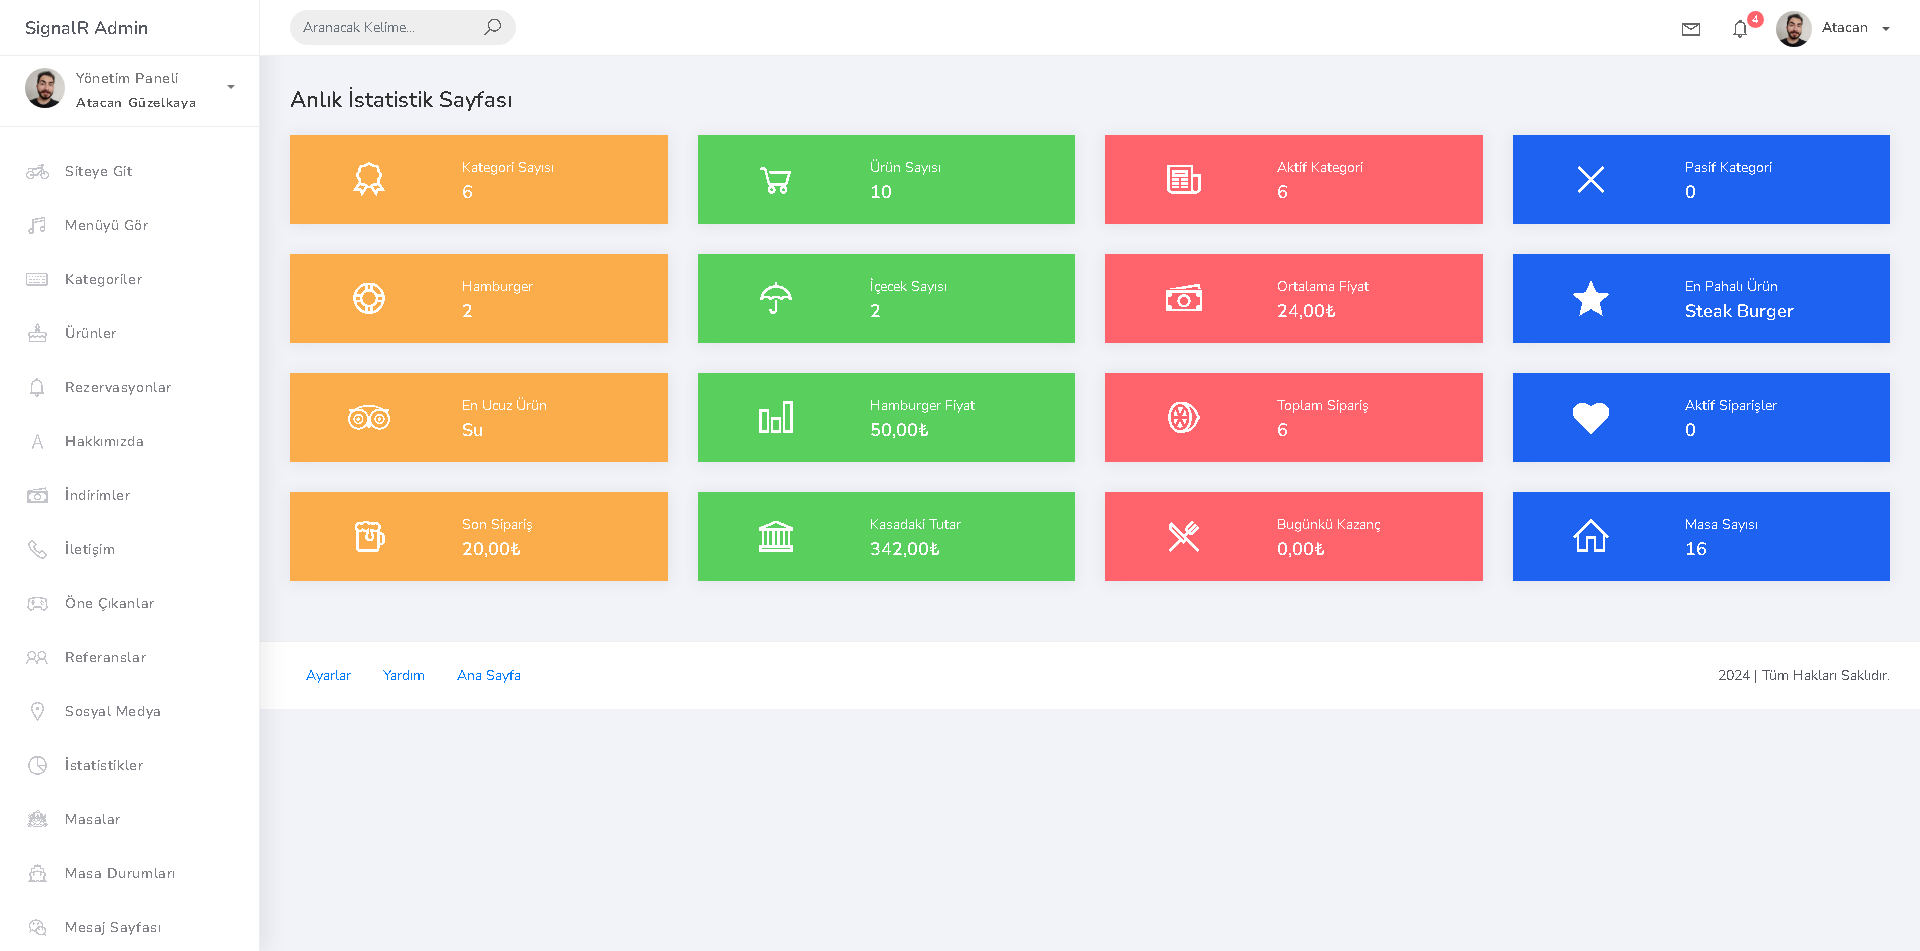 SignalR Admin
Aranacak Kelime...
4
Atacan
Yönetim Paneli
Atacan Güzelkaya
Siteye Git
Menüyü Gör
Kategoriler
Ürünler
Rezervasyonlar
Hakkımızda
İndirimler
İletişim
Öne Çıkanlar
Referanslar
Sosyal Medya
İstatistikler
Masalar
Masa Durumları
Mesaj Sayfası
Anlık İstatistik Sayfası
Kategori Sayısı
6
Ürün Sayısı
10
Aktif Kategori
6
Pasif Kategori
0
Hamburger
2
İçecek Sayısı
2
Ortalama Fiyat
24,00₺
En Pahalı Ürün
Steak Burger
En Ucuz Ürün
Su
Hamburger Fiyat
50,00₺
Toplam Sipariş
6
Aktif Siparişler
0
Son Sipariş
20,00₺
Kasadaki Tutar
342,00₺
Bugünkü Kazanç
0,00₺
Masa Sayısı
16
Ayarlar
Yardım
Ana Sayfa
2024 | Tüm Hakları Saklıdır.